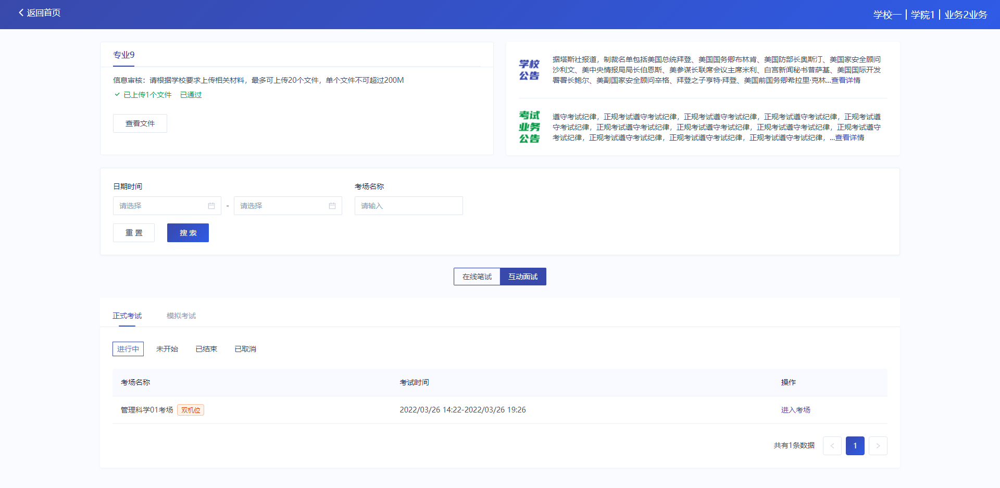 返回首页
学校一 | 学院1 | 业务2业务
专业9
信息审核：请根据学校要求上传相关材料，最多可上传20个文件，单个文件不可超过200M
已上传1个文件 已通过
查看文件
学校
公告
据塔斯社报道，制裁名单包括美国总统拜登、美国国务卿布林肯、美国防部长奥斯汀、美国家安全顾问
沙利文、美中央情报局局长伯恩斯、美参谋长联席会议主席米利、白宫新闻秘书普萨基、美国国际开发
署署长鲍尔、美副国家安全顾问辛格、拜登之子亨特·拜登、美国前国务卿希拉里·克林...查看详情
考试
业务
公告
遵守考试纪律，正规考试遵守考试纪律，正规考试遵守考试纪律，正规考试遵守考试纪律，正规考试遵
守考试纪律，正规考试遵守考试纪律，正规考试遵守考试纪律，正规考试遵守考试纪律，正规考试遵守
考试纪律，正规考试遵守考试纪律，正规考试遵守考试纪律，正规考试遵守考试纪律，...查看详情
日期时间 考场名称
请选择 - 请选择 请输入
重 置 搜 索
在线笔试 互动面试
正式考试 模拟考试
进行中 未开始 已结束 已取消
考场名称 考试时间 操作
管理科学01考场 双机位 2022/03/26 14:22-2022/03/26 19:26 进入考场
共有1条数据 < 1 >